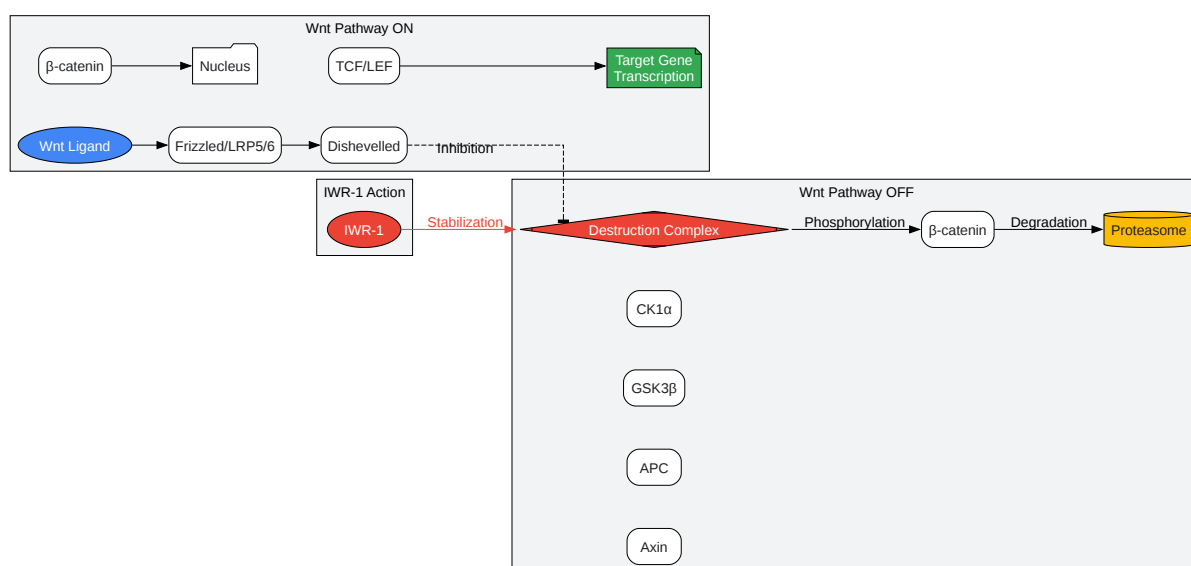 Wnt Pathway ON
β-catenin
Nucleus
TCF/LEF
Target Gene
Transcription
Wnt Ligand
Frizzled/LRP5/6
Dishevelled
Inhibition
IWR-1 Action
IWR-1
Stabilization
Wnt Pathway OFF
Destruction Complex
Phosphorylation
β-catenin
Degradation
Proteasome
CK1α
GSK3β
APC
Axin